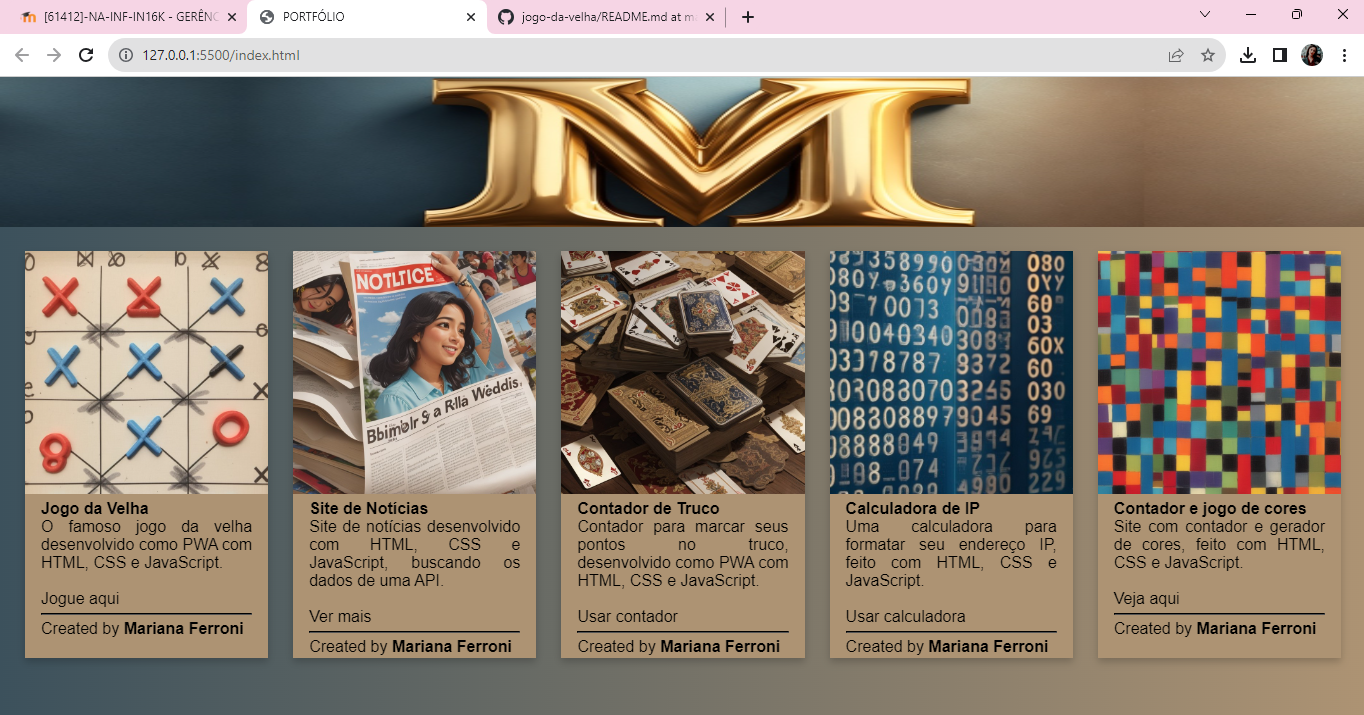 [61412]-NA-INF-IN16K - GERÊNC
PORTFÓLIO
jogo-da-velha/README.md at ma
127.0.0.1:5500/index.html
M
NOTLTICE
Bbimolr & a Rlla Weddis,
Jogo da Velha
O famoso jogo da velha
desenvolvido como PWA com
HTML, CSS e JavaScript.
Jogue aqui
Created by Mariana Ferroni
Site de Notícias
Site de notícias desenvolvido
com HTML, CSS e
JavaScript, buscando os
dados de uma API.
Ver mais
Created by Mariana Ferroni
Contador de Truco
Contador para marcar seus
pontos no truco,
desenvolvido como PWA com
HTML, CSS e JavaScript.
Usar contador
Created by Mariana Ferroni
Calculadora de IP
Uma calculadora para
formatar seu endereço IP,
feito com HTML, CSS e
JavaScript.
Usar calculadora
Created by Mariana Ferroni
Contador e jogo de cores
Site com contador e gerador
de cores, feito com HTML,
CSS e JavaScript.
Veja aqui
Created by Mariana Ferroni